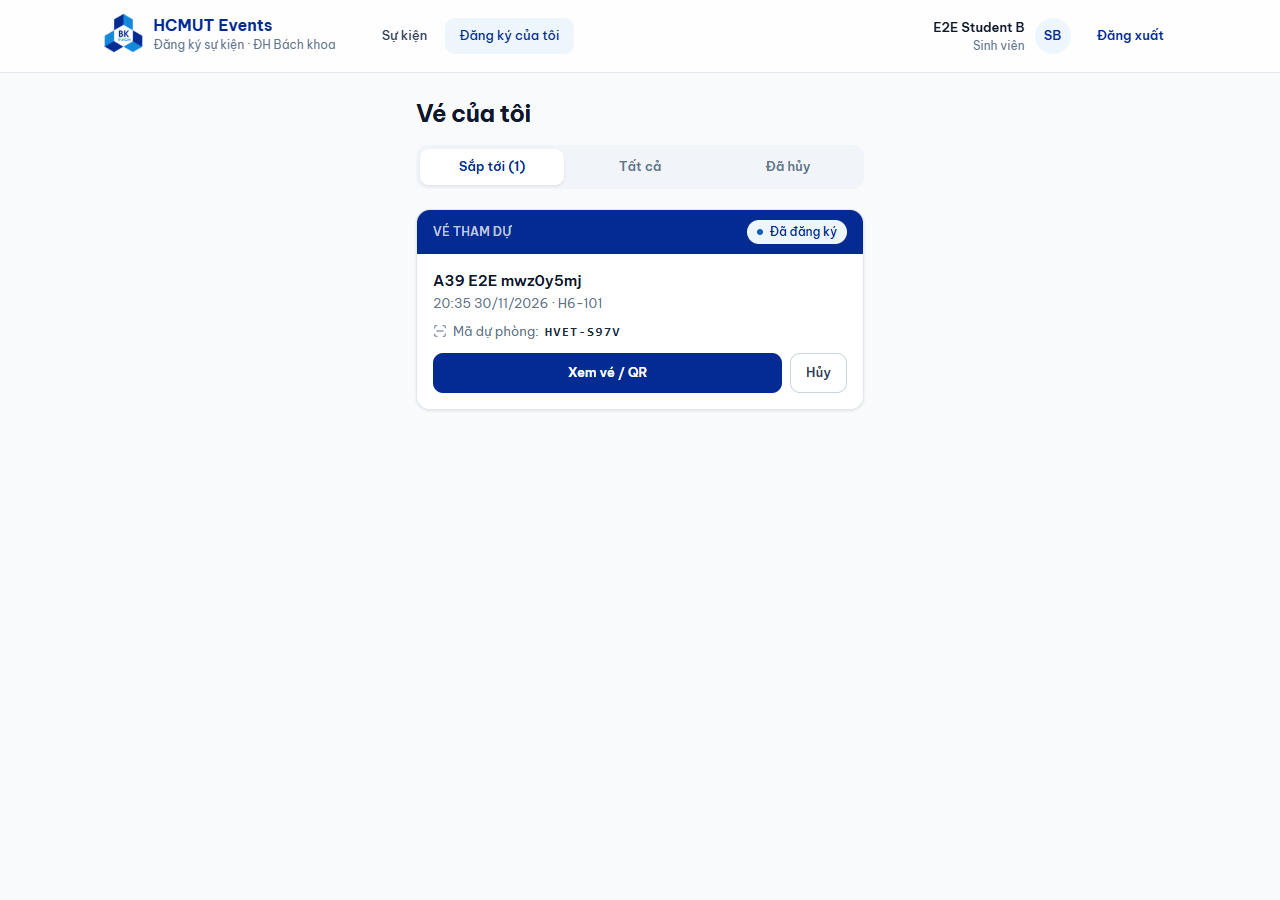 BK
HCMUT Events
Đăng ký sự kiện · ĐH Bách khoa
Sự kiện
Đăng ký của tôi
E2E Student B
Sinh viên
SB
Đăng xuất
Vé của tôi
Sắp tới (1)
Tất cả
Đã hủy
VÉ THAM DỰ
Đã đăng ký
A39 E2E mwz0y5mj
20:35 30/11/2026 · H6-101
Mã dự phòng: HVET-S97V
Xem vé / QR
Hủy